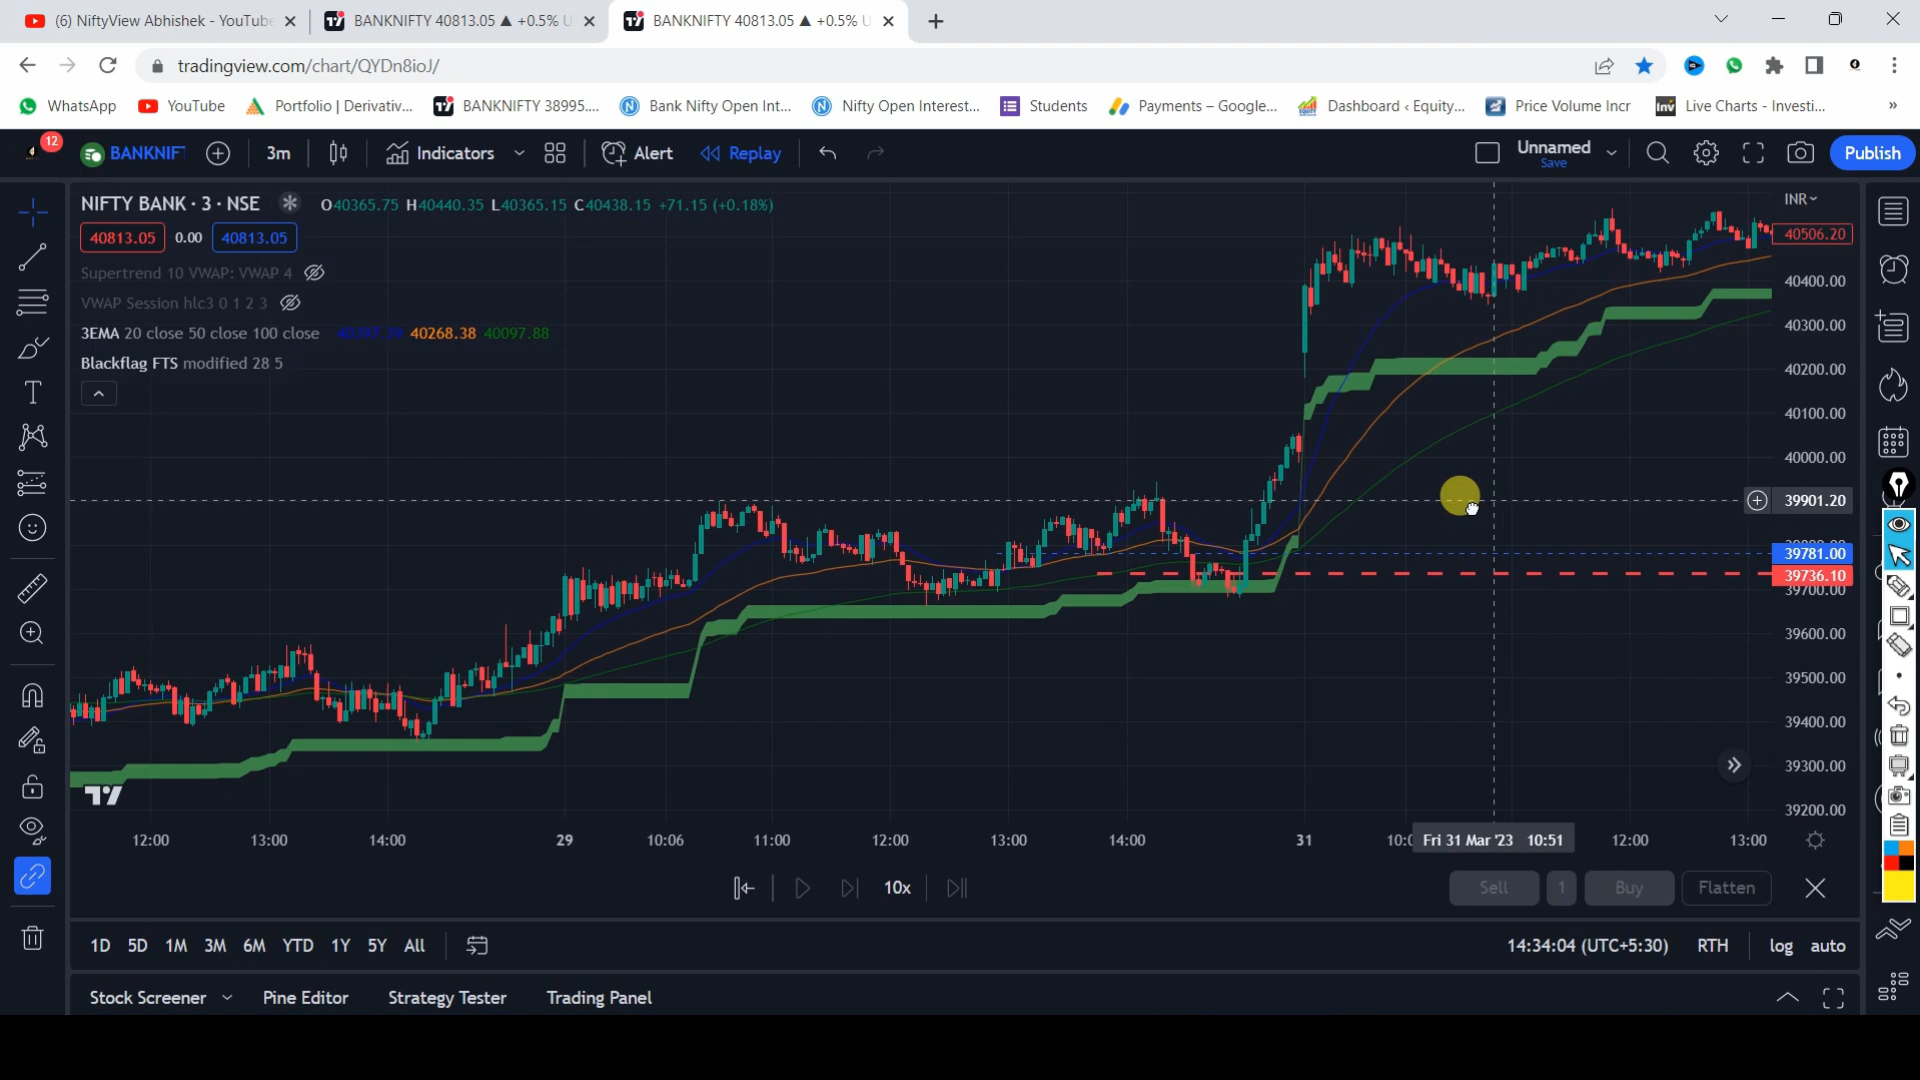 (6) NiftyView Abhishek - YouTube
BANKNIFTY 40813.05 ▲ +0.5% U
BANKNIFTY 40813.05 ▲ +0.5% U
tradingview.com/chart/QYDn8ioJ/
WhatsApp
YouTube
Portfolio | Derivativ...
BANKNIFTY 38995....
Bank Nifty Open Int...
Nifty Open Interest...
Students
Payments – Google...
Dashboard ‹ Equity...
Price Volume Incr
Live Charts - Investi...
»
12
BANKNIF
3m
Indicators
Alert
Replay
Unnamed
Save
Publish
NIFTY BANK · 3 · NSE
O40365.75 H40440.35 L40365.15 C40438.15 +71.15 (+0.18%)
INR
40813.05 0.00 40813.05
40506.20
Supertrend 10 VWAP: VWAP 4
VWAP Session hlc3 0 1 2 3
3EMA 20 close 50 close 100 close
40268.38 40097.88
Blackflag FTS modified 28 5
40400.00
40300.00
40200.00
40100.00
40000.00
39901.20
39781.00
39736.10
39700.00
39600.00
39500.00
39400.00
39300.00
39200.00
12:00 13:00 14:00 29 10:06 11:00 12:00 13:00 14:00 31 10:0 Fri 31 Mar '23 10:51 12:00 13:00
10x
Sell 1 Buy Flatten
1D 5D 1M 3M 6M YTD 1Y 5Y All
14:34:04 (UTC+5:30) RTH log auto
Stock Screener Pine Editor Strategy Tester Trading Panel